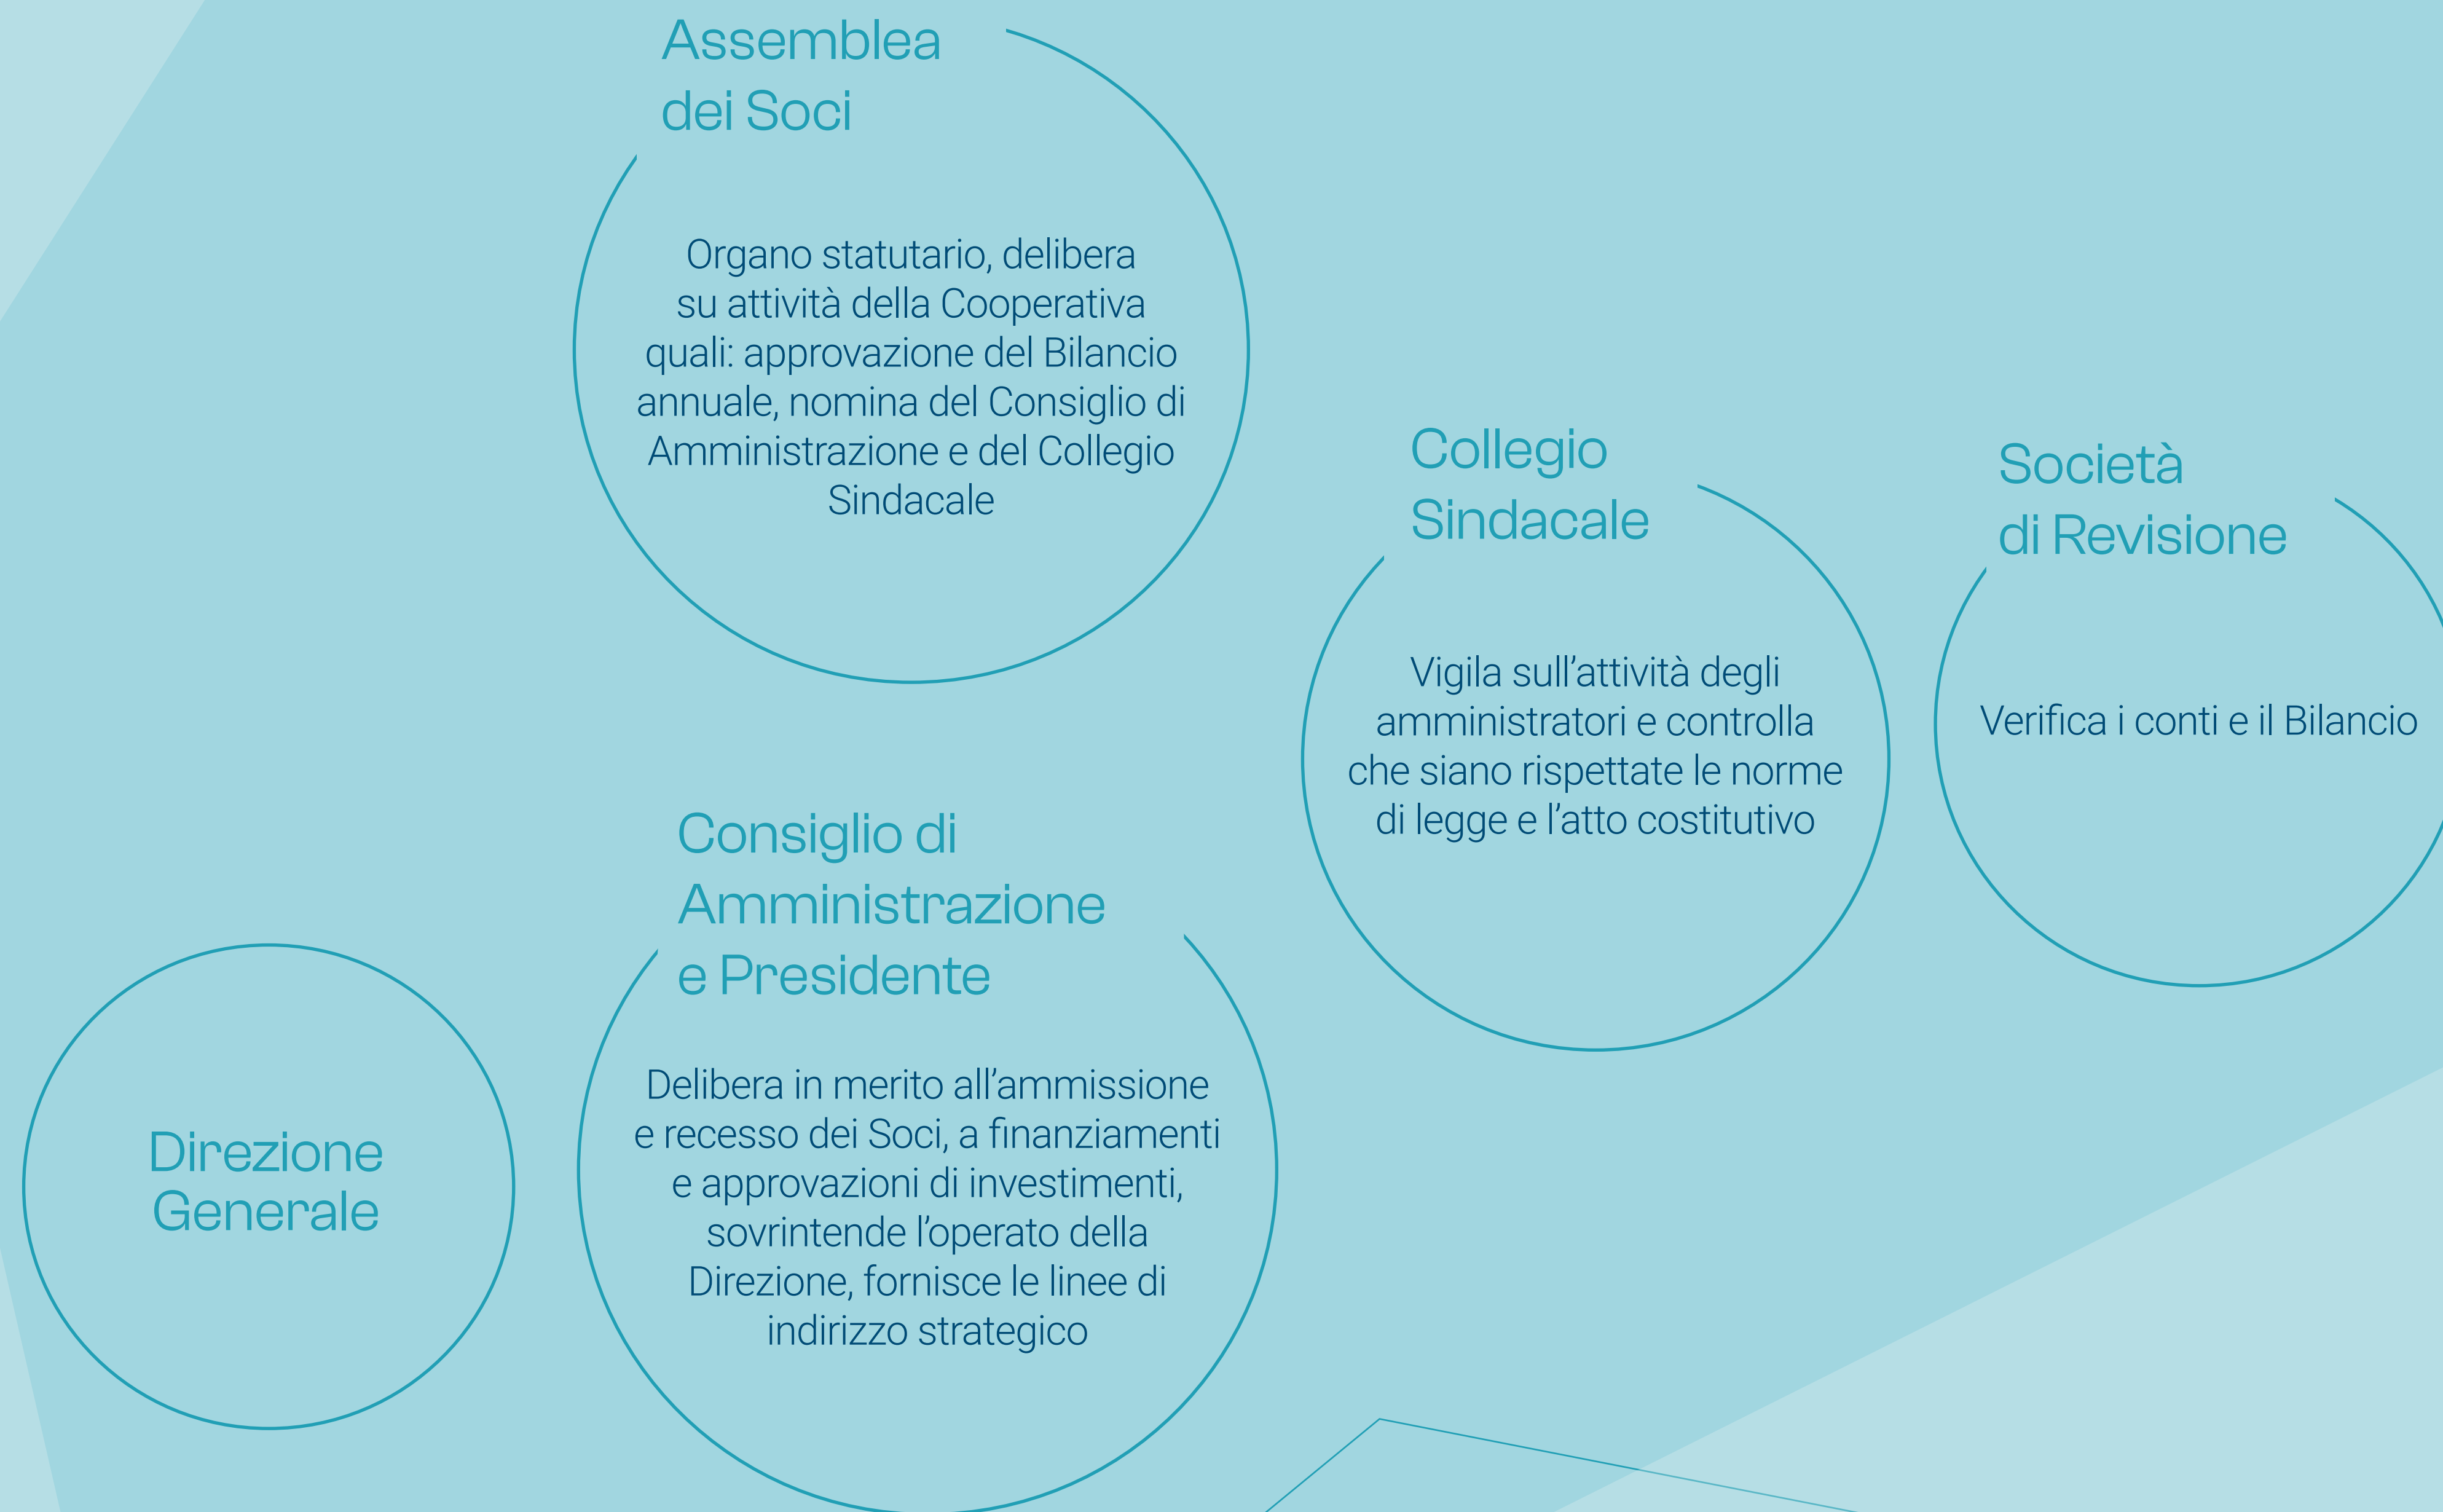 Assemblea
dei Soci
Organo statutario, delibera
su attività della Cooperativa
quali: approvazione del Bilancio
annuale, nomina del Consiglio di
Amministrazione e del Collegio
Sindacale
Collegio
Sindacale
Vigila sull’attività degli
amministratori e controlla
che siano rispettate le norme
di legge e l’atto costitutivo
Società
di Revisione
Verifica i conti e il Bilancio
Consiglio di
Amministrazione
e Presidente
Delibera in merito all’ammissione
e recesso dei Soci, a finanziamenti
e approvazioni di investimenti,
sovrintende l’operato della
Direzione, fornisce le linee di
indirizzo strategico
Direzione
Generale